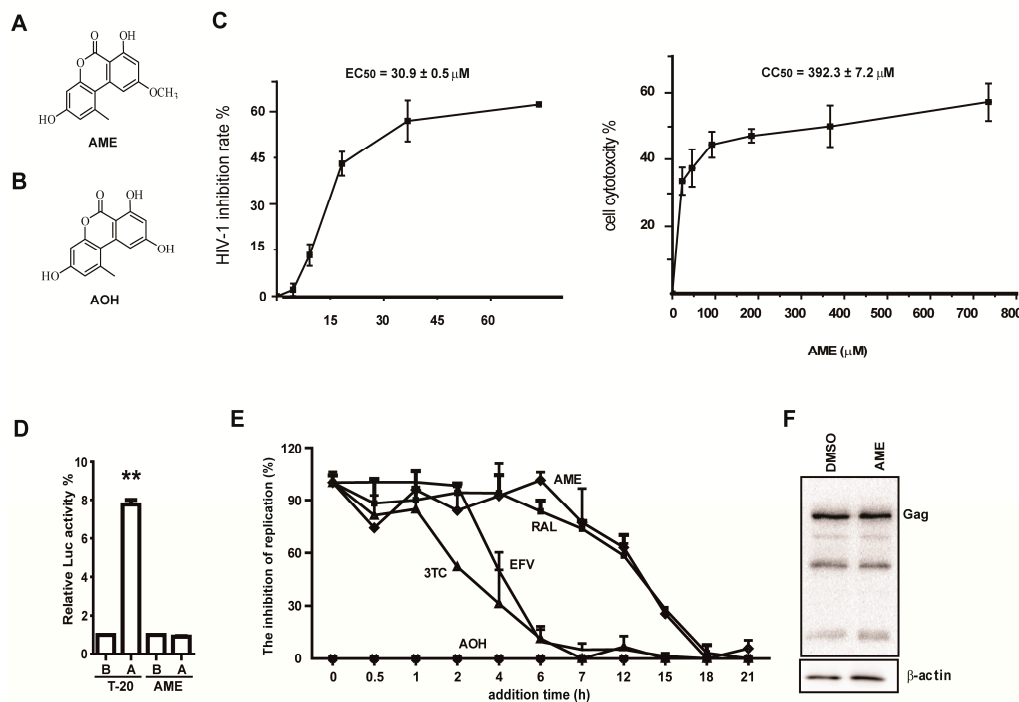 A
O
OH
O
OCH3
HO
AME
B
O
OH
O
OH
HO
AOH
C
EC50 = 30.9 ± 0.5 μM
HIV-1 inhibition rate %
60
45
30
15
0
15 30 45 60
CC50 = 392.3 ± 7.2 μM
cell cytotoxcity %
60
40
20
0 100 200 300 400 500 600 700 800
AME (μM)
D
Relative Luc activity %
10
8
6
4
2
0
**
B A B A
T-20 AME
E
The inhibition of replication (%)
120
90
60
30
0
AME
RAL
EFV
3TC
AOH
0 0.5 1 2 4 6 7 12 15 18 21
addition time (h)
F
DMSO
AME
Gag
β-actin